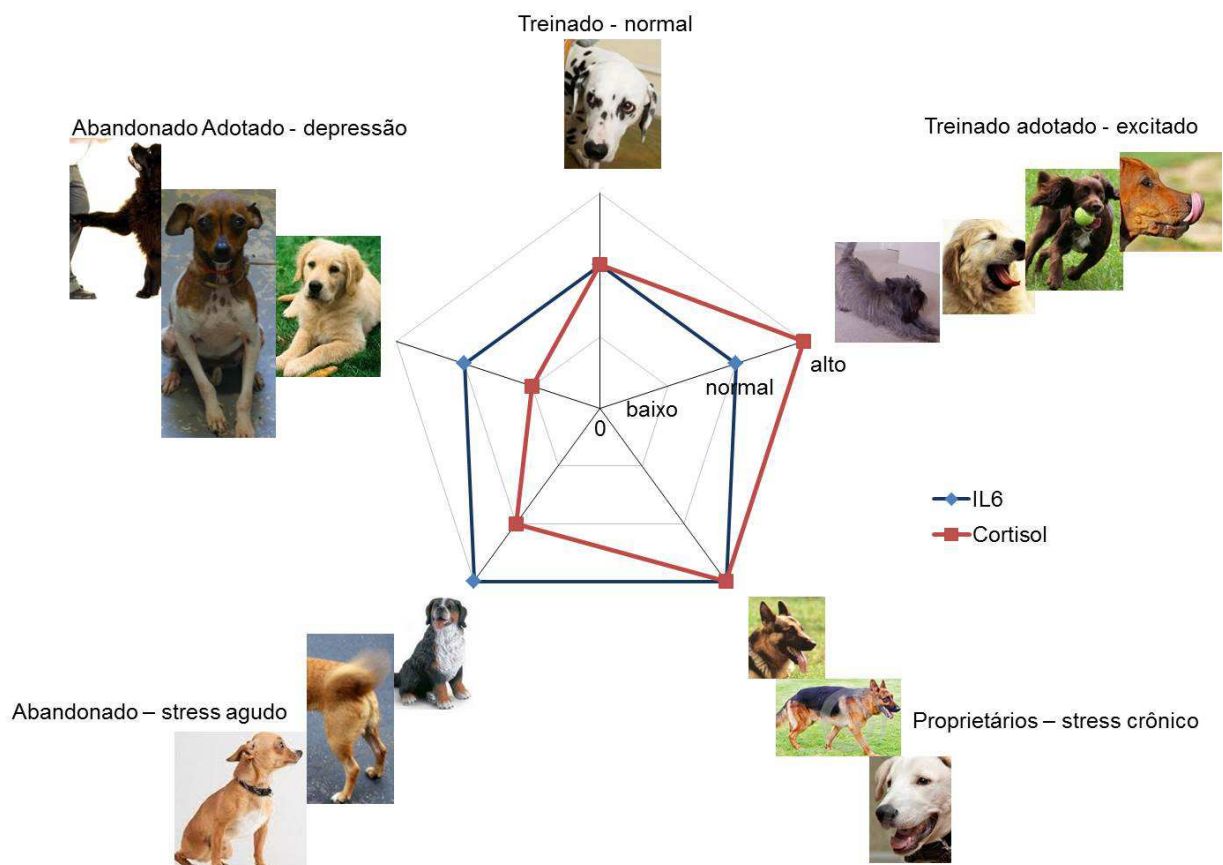 Treinado - normal
Abandonado Adotado - depressão
Treinado adotado - excitado
alto
normal
baixo
0
IL6
Cortisol
Abandonado – stress agudo
Proprietários – stress crônico